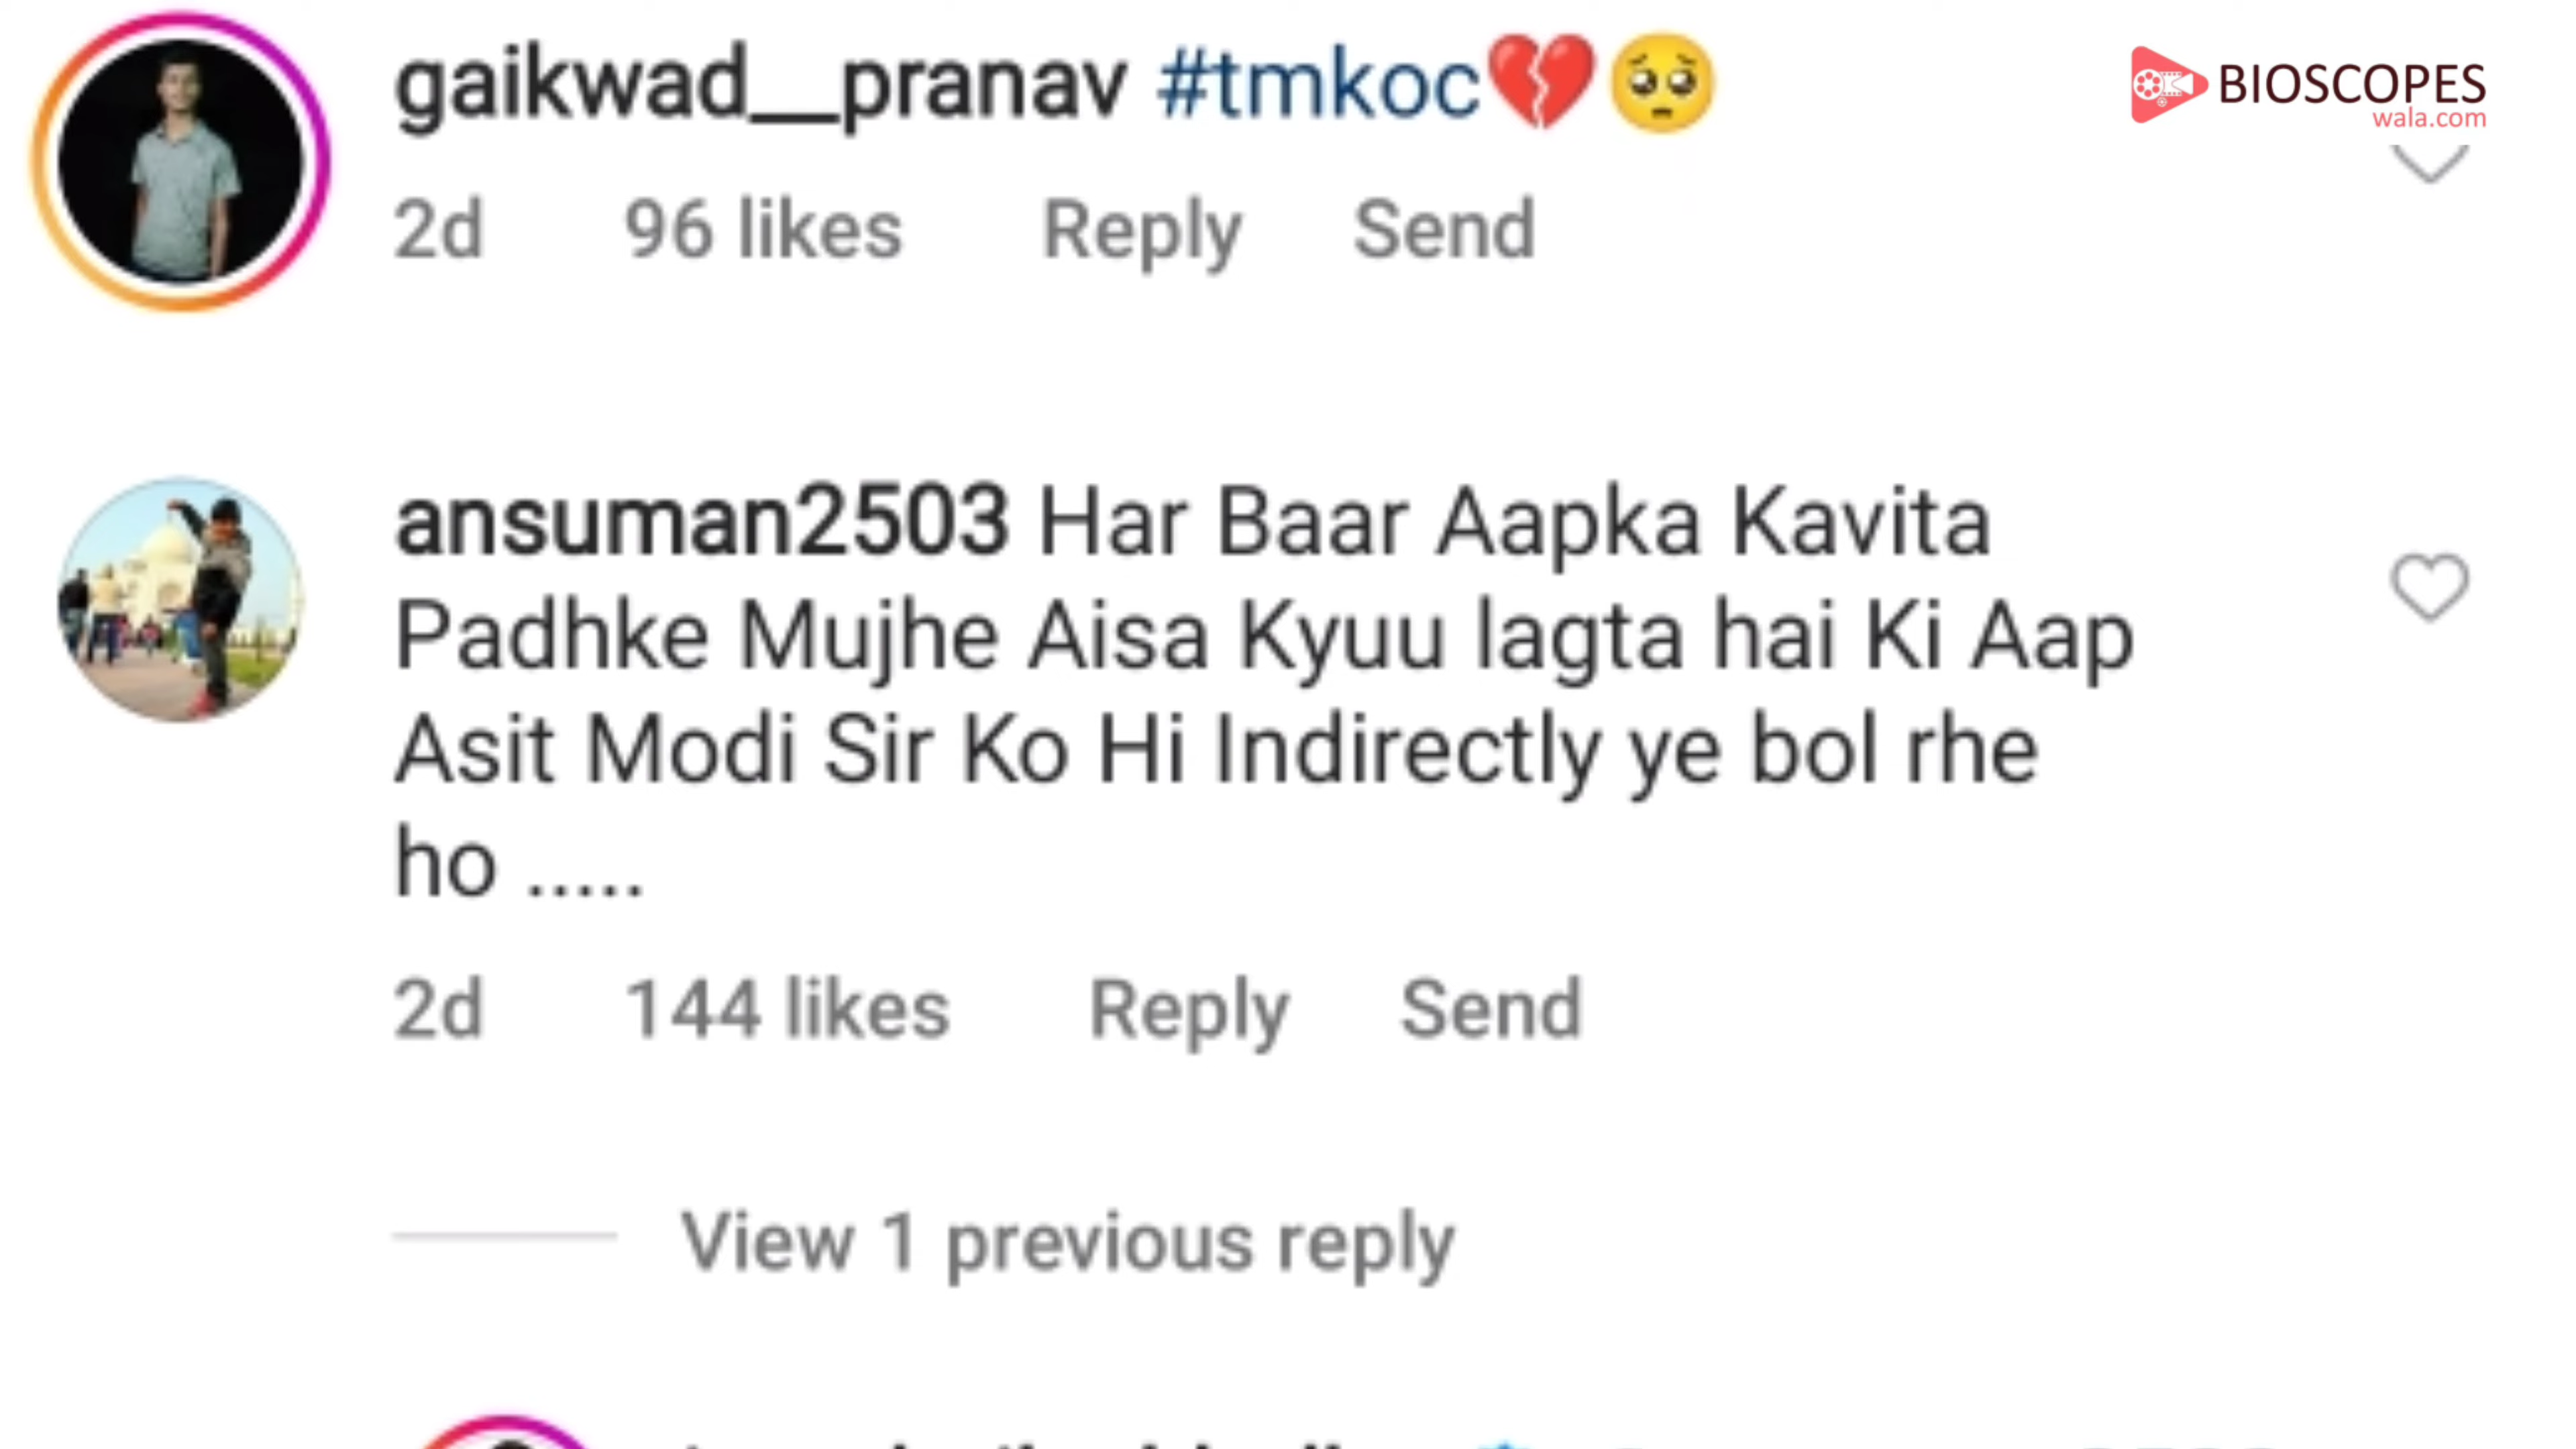 gaikwad__pranav #tmkoc💔🥺
BIOSCOPES
wala.com
2d 96 likes Reply Send
ansuman2503 Har Baar Aapka Kavita
Padhke Mujhe Aisa Kyuu lagta hai Ki Aap
Asit Modi Sir Ko Hi Indirectly ye bol rhe
ho .....
2d 144 likes Reply Send
View 1 previous reply